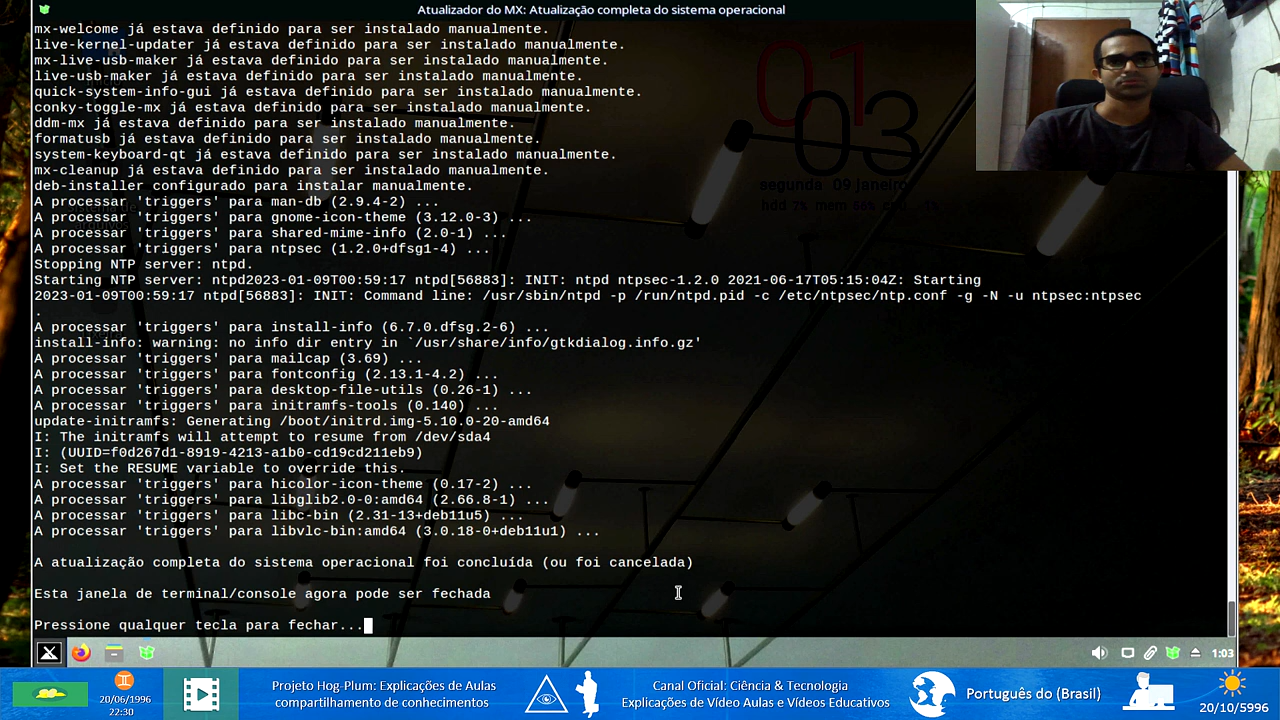 Atualizador do MX: Atualização completa do sistema operacional
mx-welcome já estava definido para ser instalado manualmente.
live-kernel-updater já estava definido para ser instalado manualmente.
mx-live-usb-maker já estava definido para ser instalado manualmente.
live-usb-maker já estava definido para ser instalado manualmente.
quick-system-info-gui já estava definido para ser instalado manualmente.
conky-toggle-mx já estava definido para ser instalado manualmente.
ddm-mx já estava definido para ser instalado manualmente.
formatusb já estava definido para ser instalado manualmente.
system-keyboard-qt já estava definido para ser instalado manualmente.
mx-cleanup já estava definido para ser instalado manualmente.
deb-installer configurado para instalar manualmente.
A processar 'triggers' para man-db (2.9.4-2) ...
A processar 'triggers' para gnome-icon-theme (3.12.0-3) ...
A processar 'triggers' para shared-mime-info (2.0-1) ...
A processar 'triggers' para ntpsec (1.2.0+dfsg1-4) ...
Stopping NTP server: ntpd.
Starting NTP server: ntpd2023-01-09T00:59:17 ntpd[56883]: INIT: ntpd ntpsec-1.2.0 2021-06-17T05:15:04Z: Starting
2023-01-09T00:59:17 ntpd[56883]: INIT: Command line: /usr/sbin/ntpd -p /run/ntpd.pid -c /etc/ntpsec/ntp.conf -g -N -u ntpsec:ntpsec
.
A processar 'triggers' para install-info (6.7.0.dfsg.2-6) ...
install-info: warning: no info dir entry in `/usr/share/info/gtkdialog.info.gz'
A processar 'triggers' para mailcap (3.69) ...
A processar 'triggers' para fontconfig (2.13.1-4.2) ...
A processar 'triggers' para desktop-file-utils (0.26-1) ...
A processar 'triggers' para initramfs-tools (0.140) ...
update-initramfs: Generating /boot/initrd.img-5.10.0-20-amd64
I: The initramfs will attempt to resume from /dev/sda4
I: (UUID=f0d267d1-8919-4213-a1b0-cd19cd211eb9)
I: Set the RESUME variable to override this.
A processar 'triggers' para hicolor-icon-theme (0.17-2) ...
A processar 'triggers' para libglib2.0-0:amd64 (2.66.8-1) ...
A processar 'triggers' para libc-bin (2.31-13+deb11u5) ...
A processar 'triggers' para libvlc-bin:amd64 (3.0.18-0+deb11u1) ...
A atualização completa do sistema operacional foi concluída (ou foi cancelada)
Esta janela de terminal/console agora pode ser fechada
Pressione qualquer tecla para fechar...
01
03
segunda 09 janeiro
hdd 7% mem 66%
1:03
20/06/1996
22:30
Projeto Hog-Plum: Explicações de Aulas
compartilhamento de conhecimentos
Canal Oficial: Ciência & Tecnologia
Explicações de Vídeo Aulas e Vídeos Educativos
Português do (Brasil)
20/10/5996